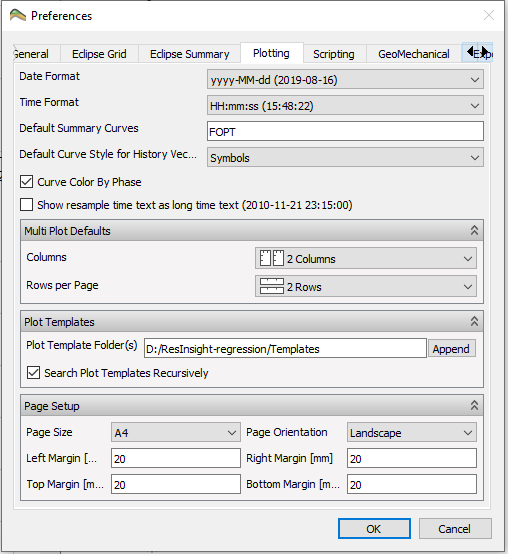 Preferences
General Eclipse Grid Eclipse Summary Plotting Scripting GeoMechanical
Date Format yyyy-MM-dd (2019-08-16)
Time Format HH:mm:ss (15:48:22)
Default Summary Curves FOPT
Default Curve Style for History Vec... Symbols
Curve Color By Phase
Show resample time text as long time text (2010-11-21 23:15:00)
Multi Plot Defaults
Columns 2 Columns
Rows per Page 2 Rows
Plot Templates
Plot Template Folder(s) D:/ResInsight-regression/Templates Append
Search Plot Templates Recursively
Page Setup
Page Size A4 Page Orientation Landscape
Left Margin [... 20 Right Margin [mm] 20
Top Margin [m... 20 Bottom Margin [m... 20
OK Cancel